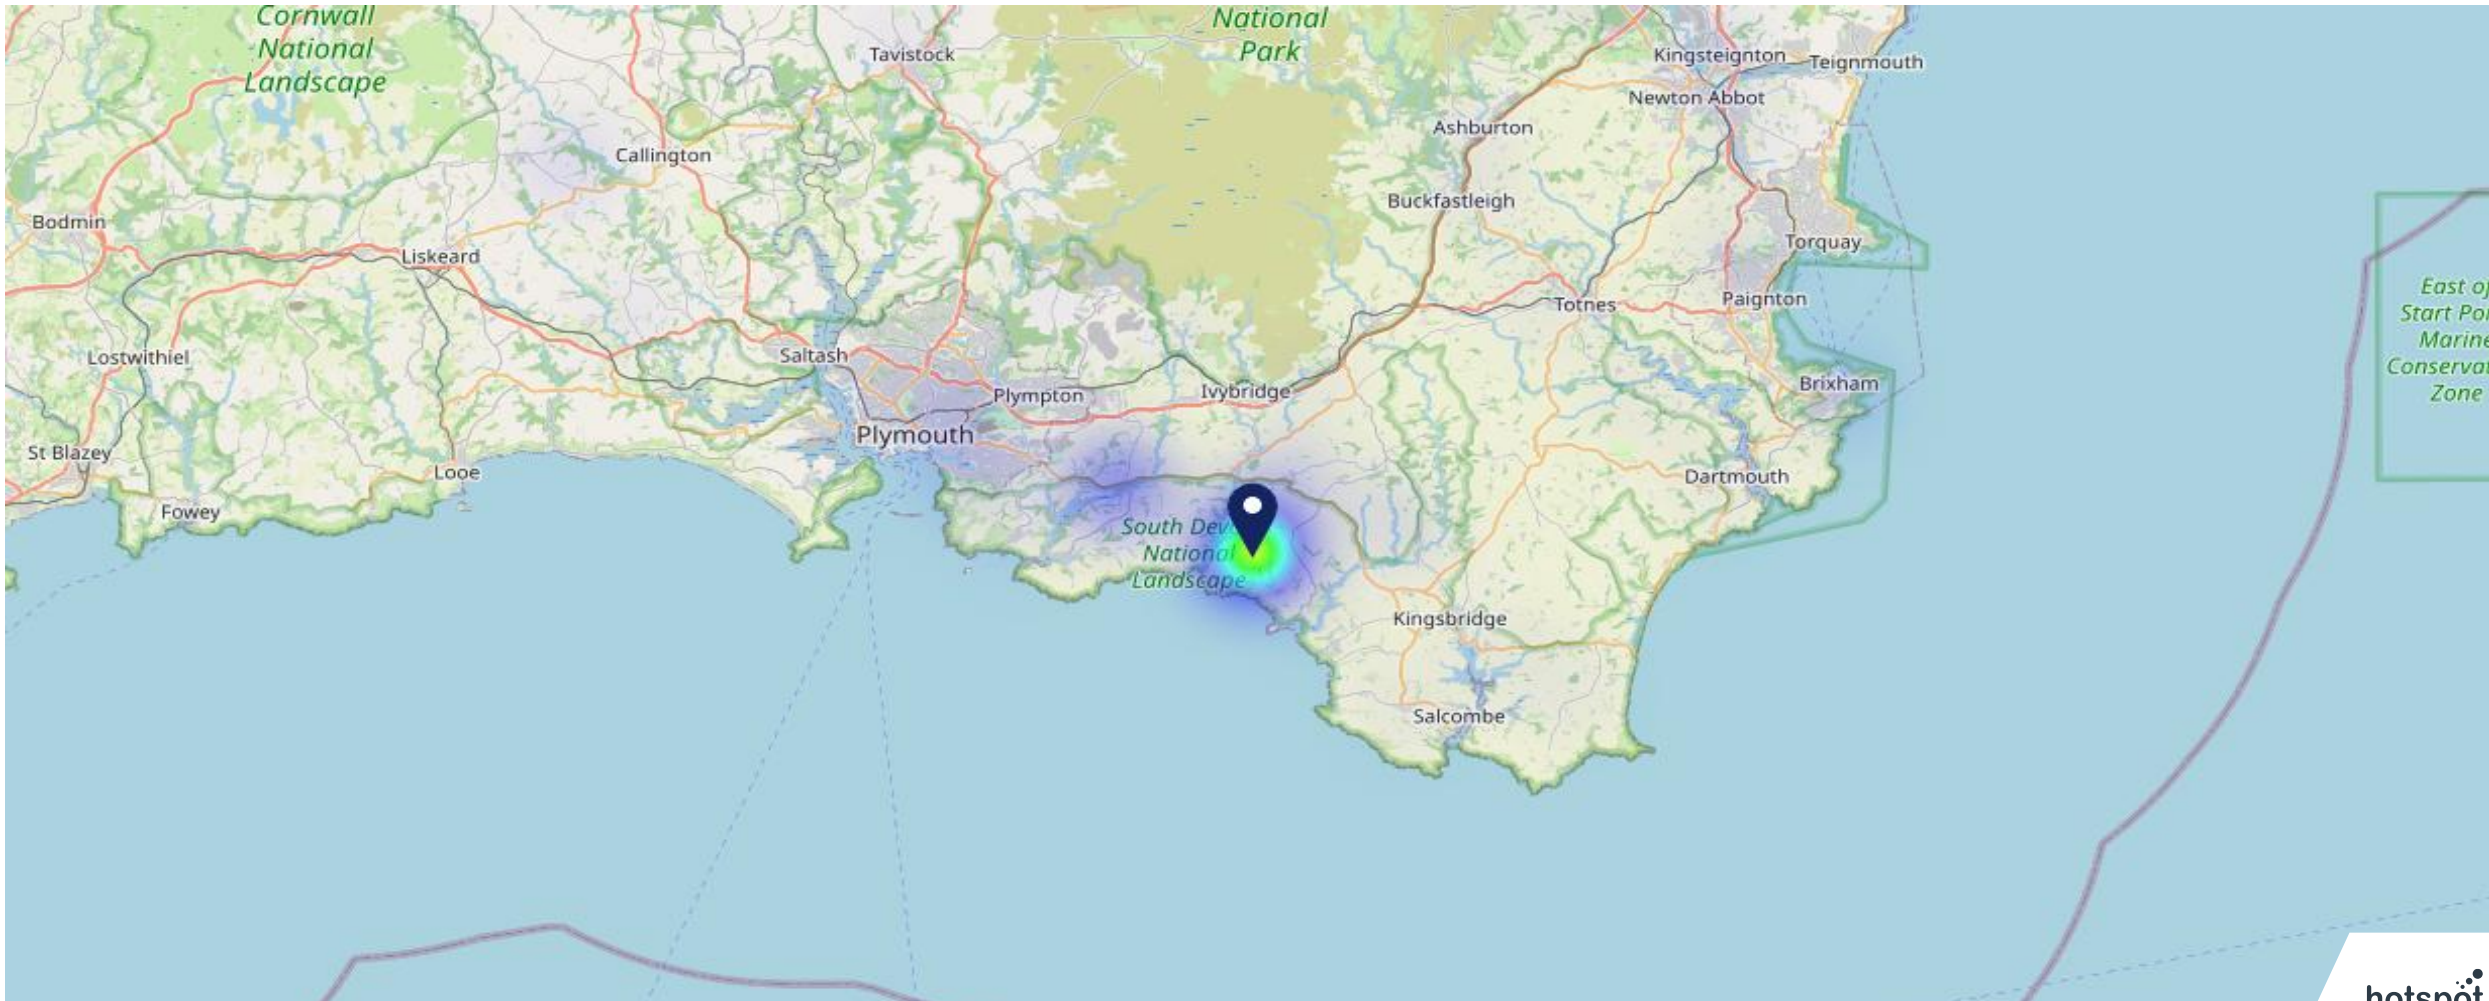 Cornwall
National
Landscape
National
Park
Tavistock
Kingsteignton
Teignmouth
Newton Abbot
Ashburton
Callington
Buckfastleigh
Bodmin
Torquay
Liskeard
East of
Start Poi
Marine
Conservat
Zone
Paignton
Totnes
Lostwithiel
Saltash
Brixham
Plympton
Ivybridge
Plymouth
St Blazey
Looe
Dartmouth
Fowey
South Dev
National
Landscape
Kingsbridge
Salcombe
hotspot